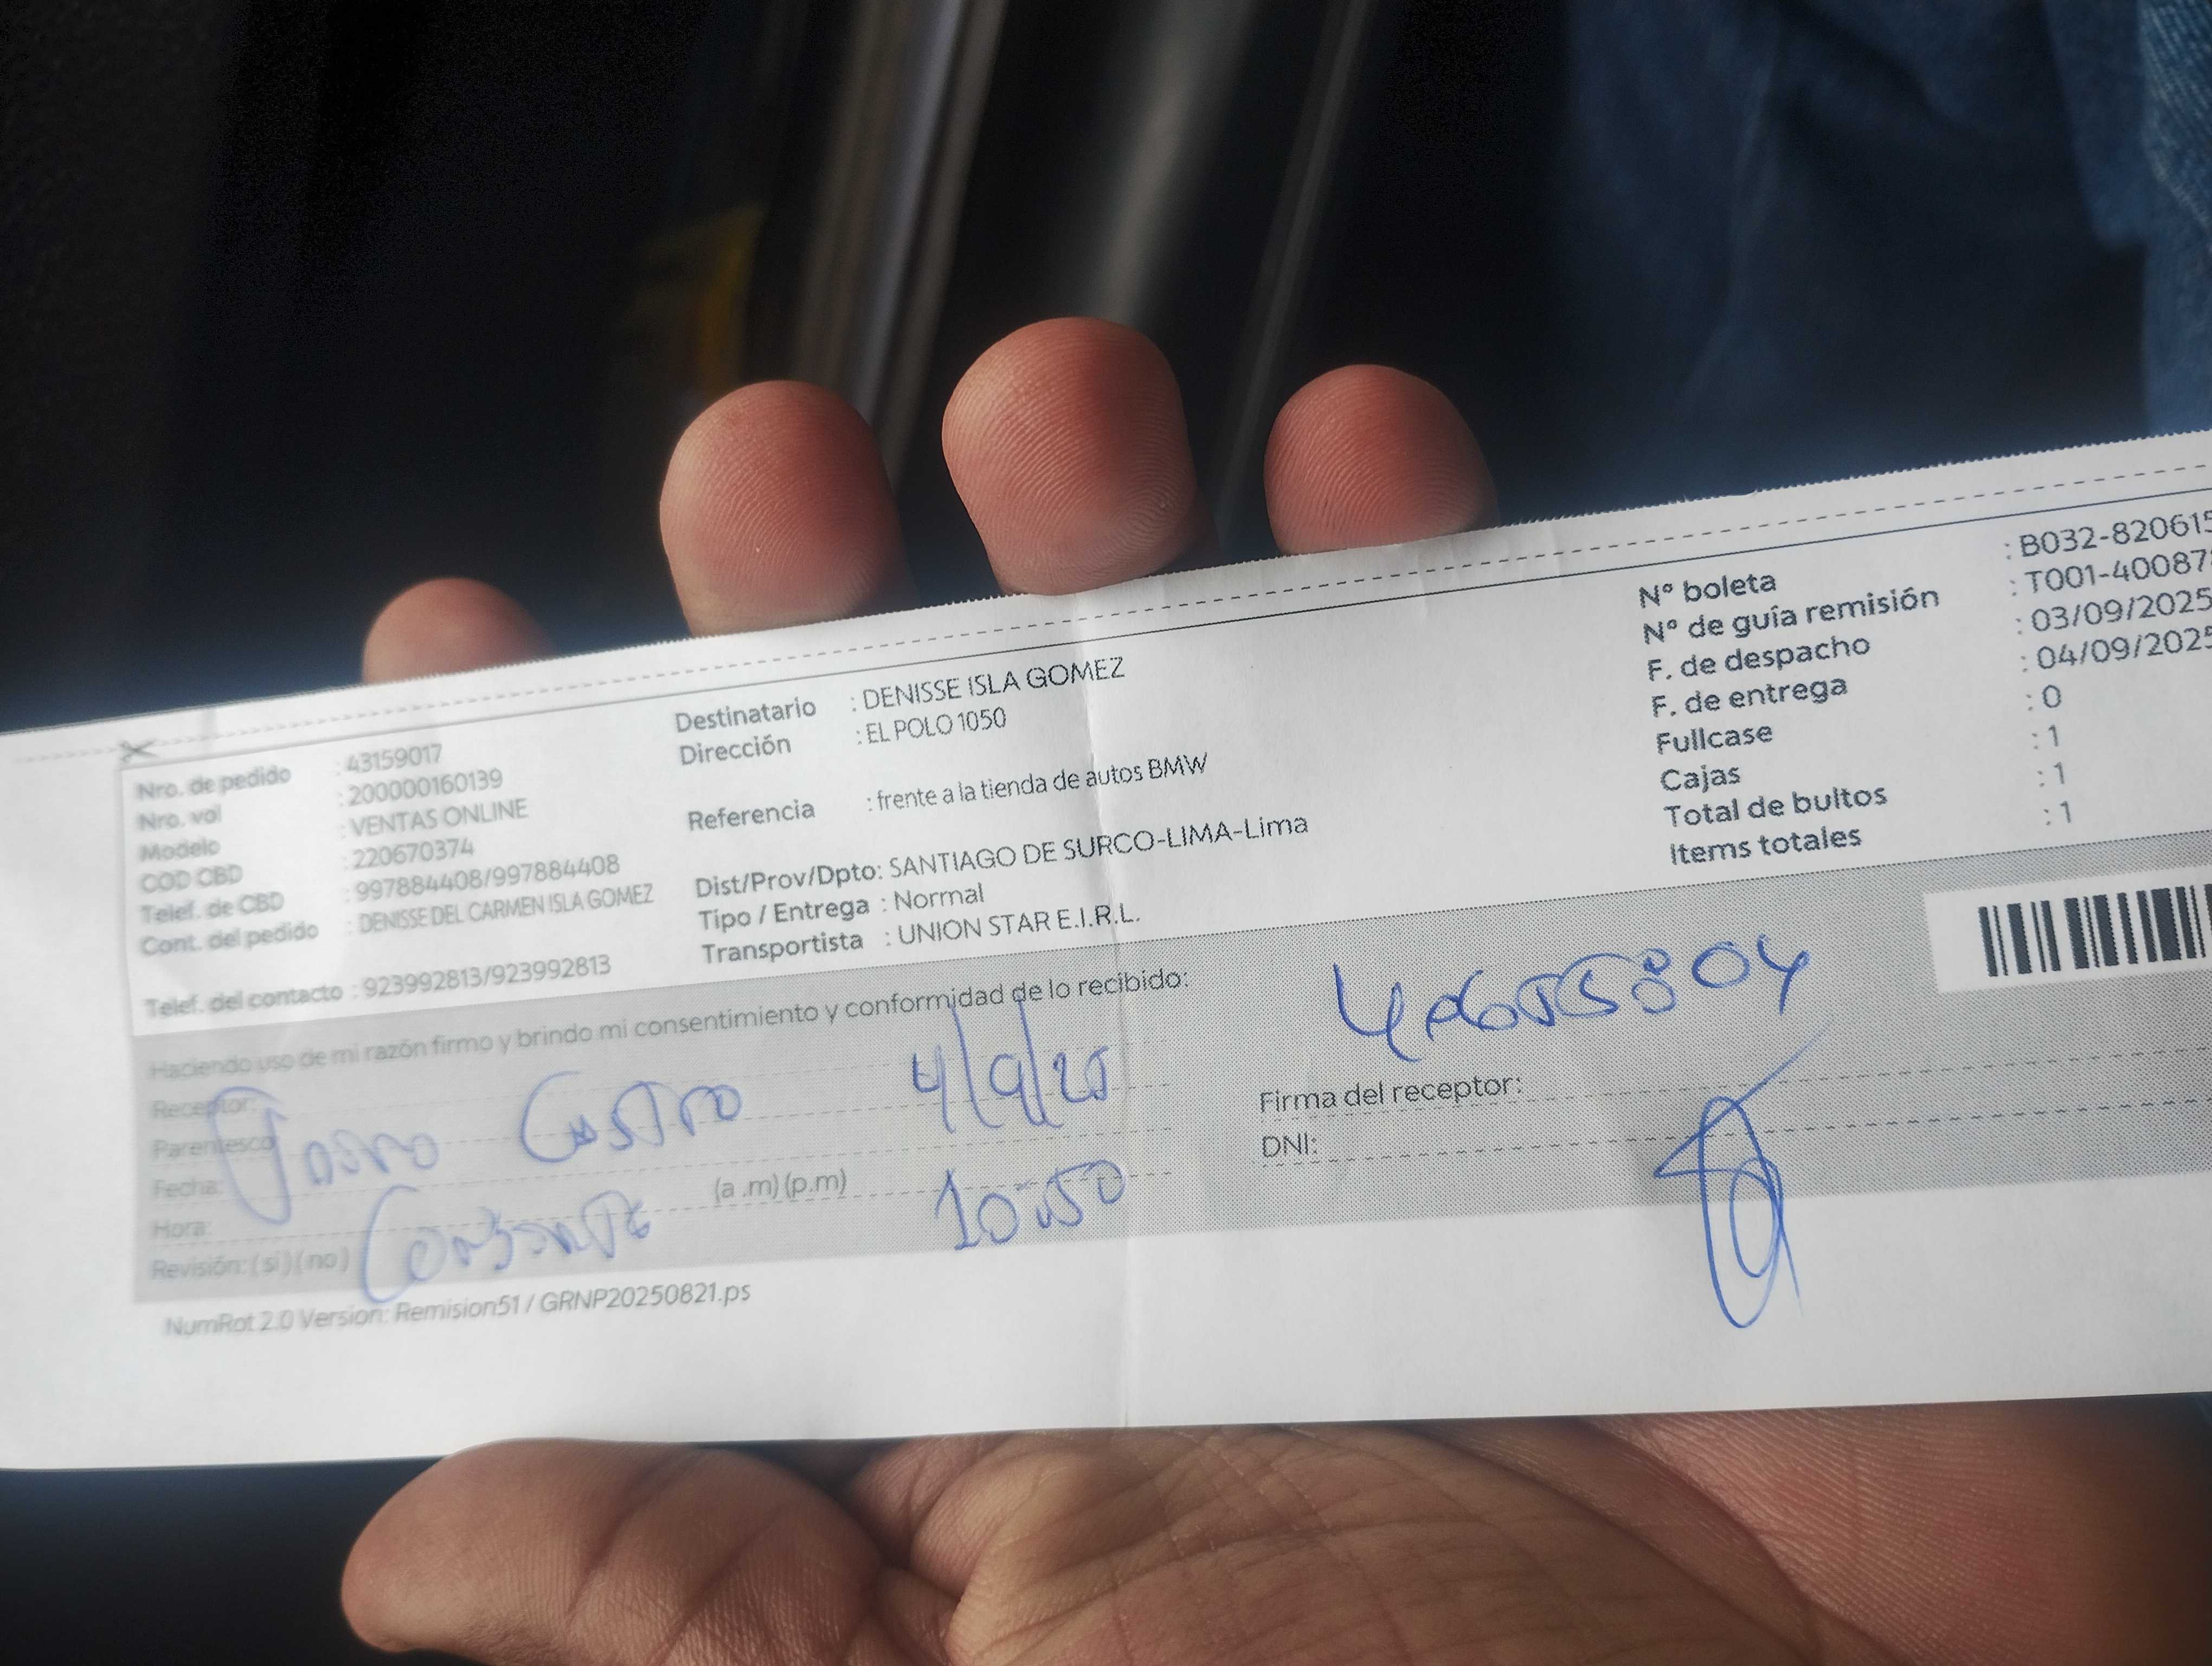 Nro. de pedido : 43159017
Nro. vol : 200000160139
Modelo : VENTAS ONLINE
COD CBD : 220670374
Telef. de CBD : 997884408/997884408
Cont. del pedido : DENISSE DEL CARMEN ISLA GOMEZ
Telef. del contacto : 923992813/923992813
Destinatario : DENISSE ISLA GOMEZ
Dirección : EL POLO 1050
Referencia : frente a la tienda de autos BMW
Dist/Prov/Dpto: SANTIAGO DE SURCO-LIMA-Lima
Tipo / Entrega : Normal
Transportista : UNION STAR E.I.R.L.
Nº boleta : B032-820615
Nº de guía remisión : T001-40087
F. de despacho : 03/09/2025
F. de entrega : 04/09/2025
Fullcase : 0
Cajas : 1
Total de bultos : 1
Items totales : 1
Haciendo uso de mi razón firmo y brindo mi consentimiento y conformidad de lo recibido:
Receptor:
Parentesco
Castro 4/9/25
Fecha:
Hora: (a .m) (p.m) 10:50
Revisión: ( si ) ( no )
Firma del receptor:
DNI:
NumRot 2.0 Version: Remision51 / GRNP20250821.ps